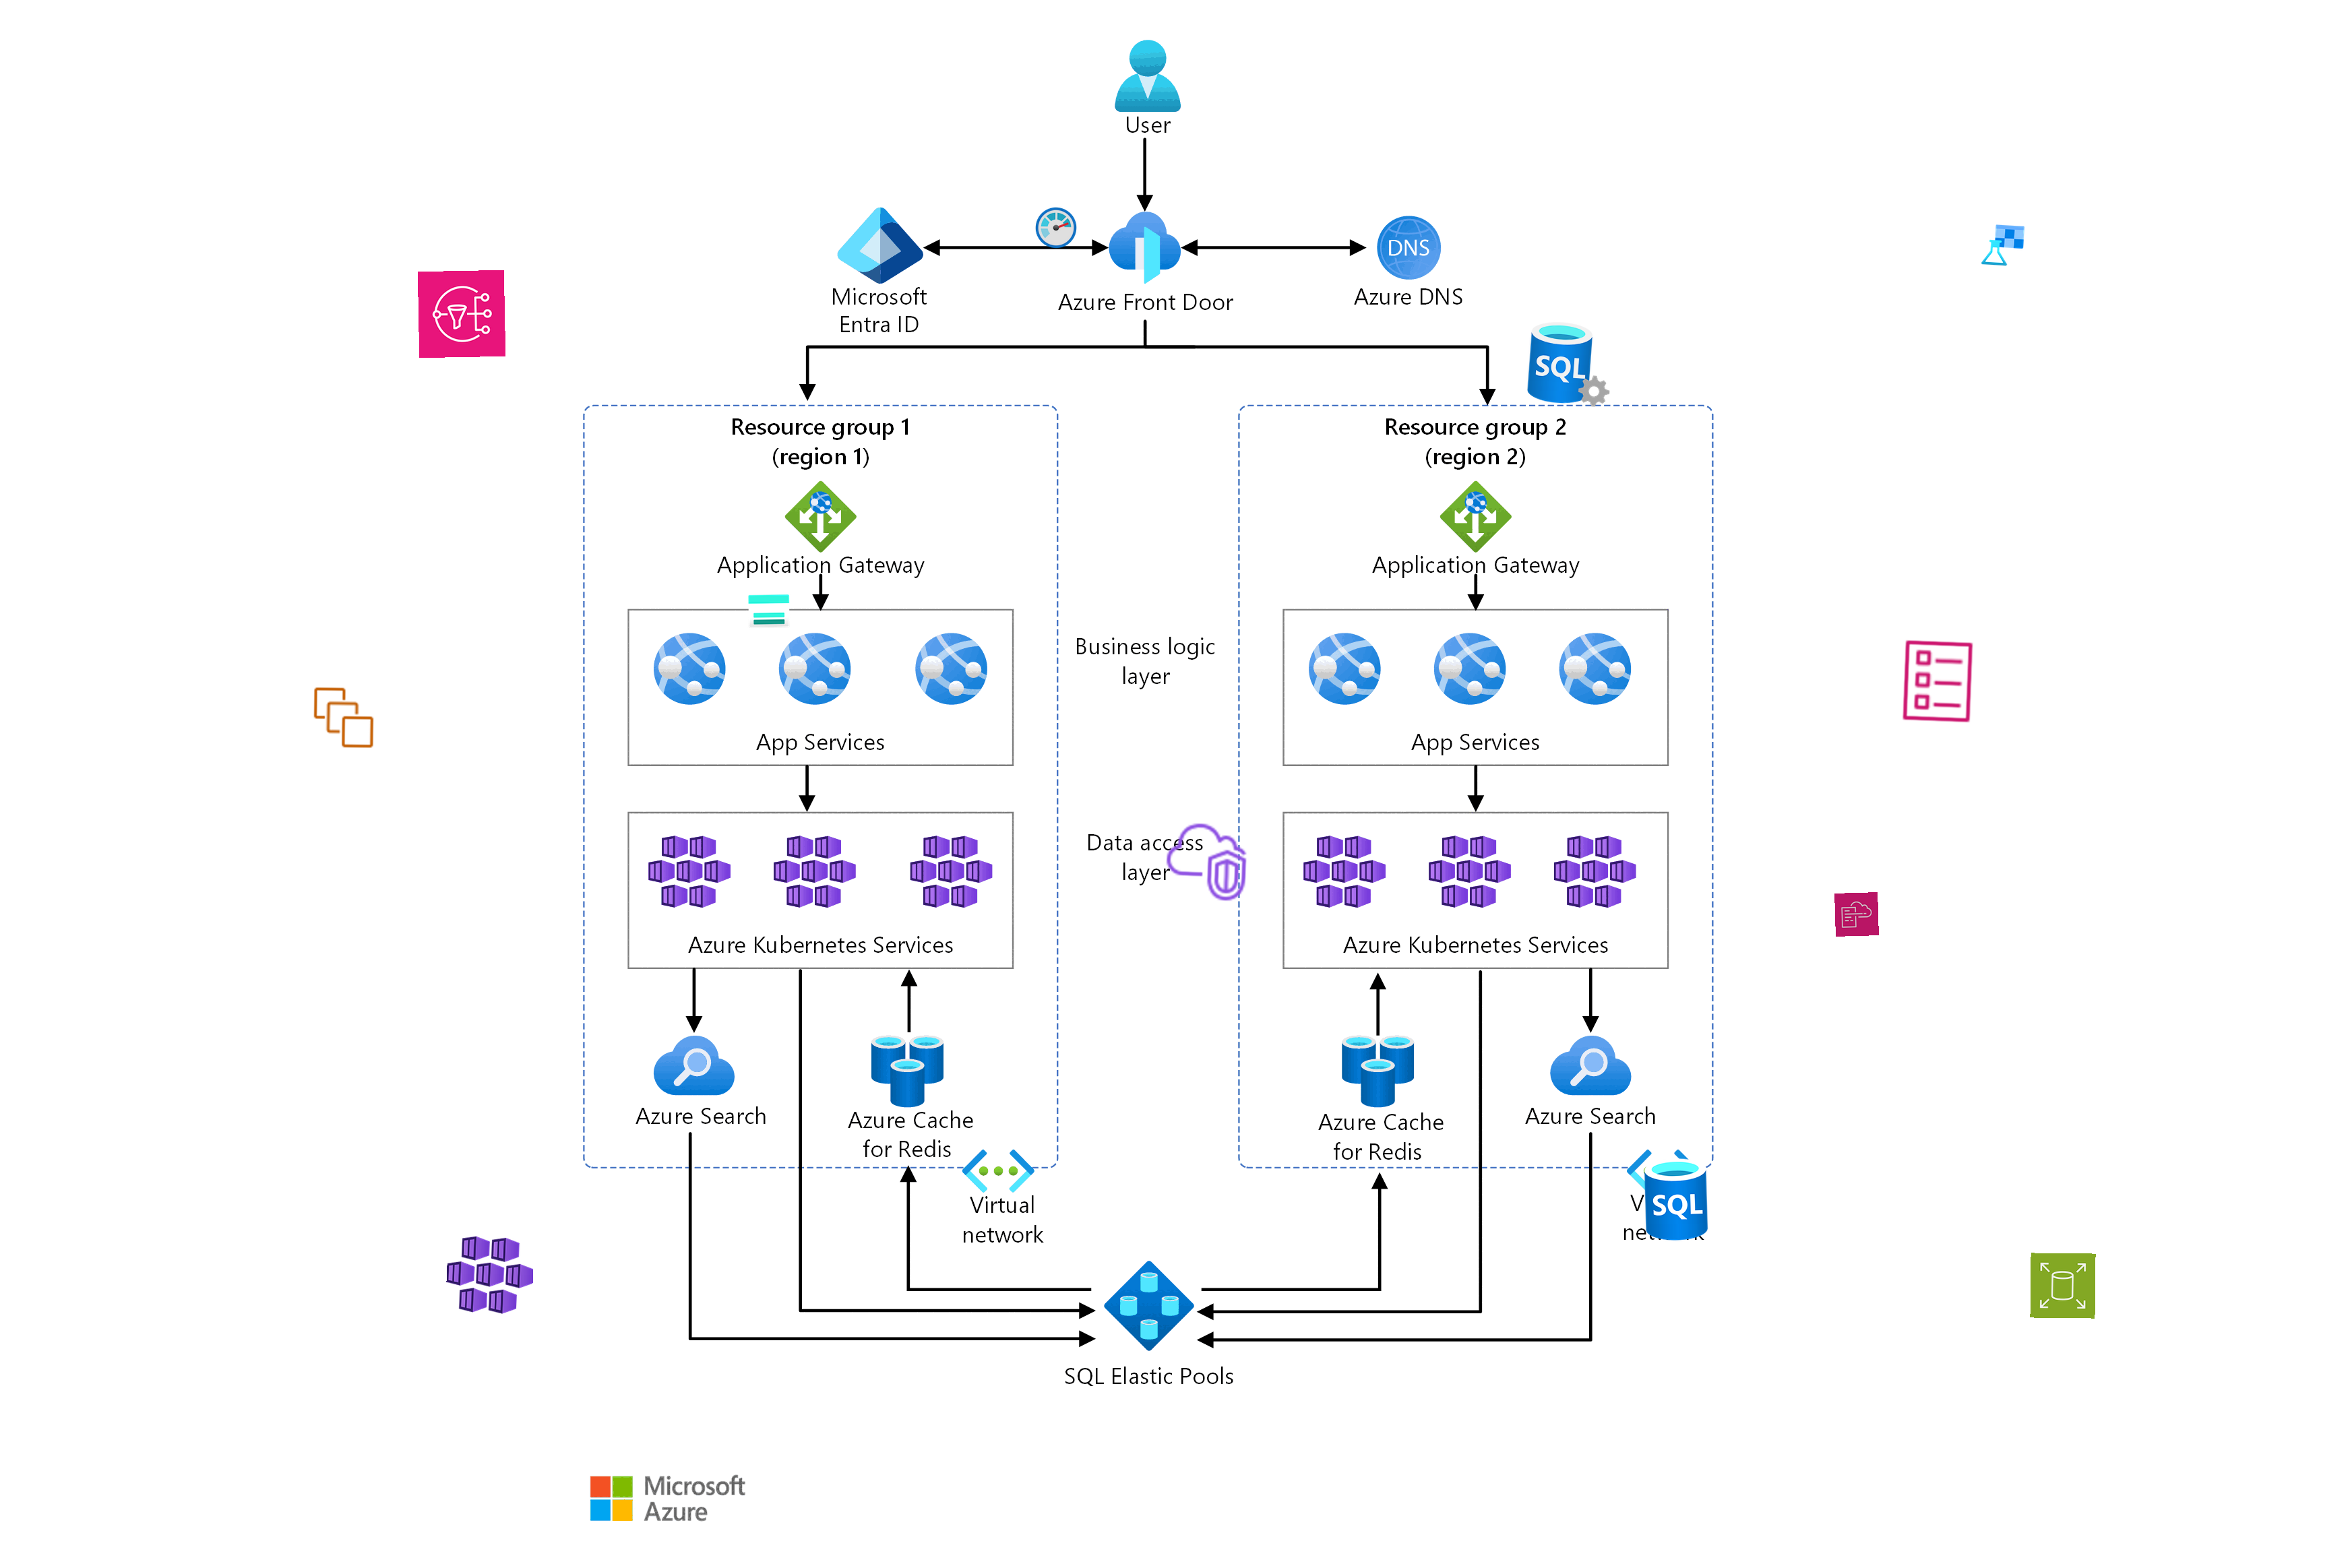 User
DNS
Microsoft
Entra ID
Azure Front Door
Azure DNS
SQL
Resource group 1
(region 1)
Resource group 2
(region 2)
Application Gateway
Application Gateway
Business logic
layer
App Services
App Services
Data access
layer
Azure Kubernetes Services
Azure Kubernetes Services
Azure Search
Azure Cache
for Redis
Azure Cache
for Redis
Azure Search
Virtual
network
SQL
SQL Elastic Pools
Microsoft
Azure